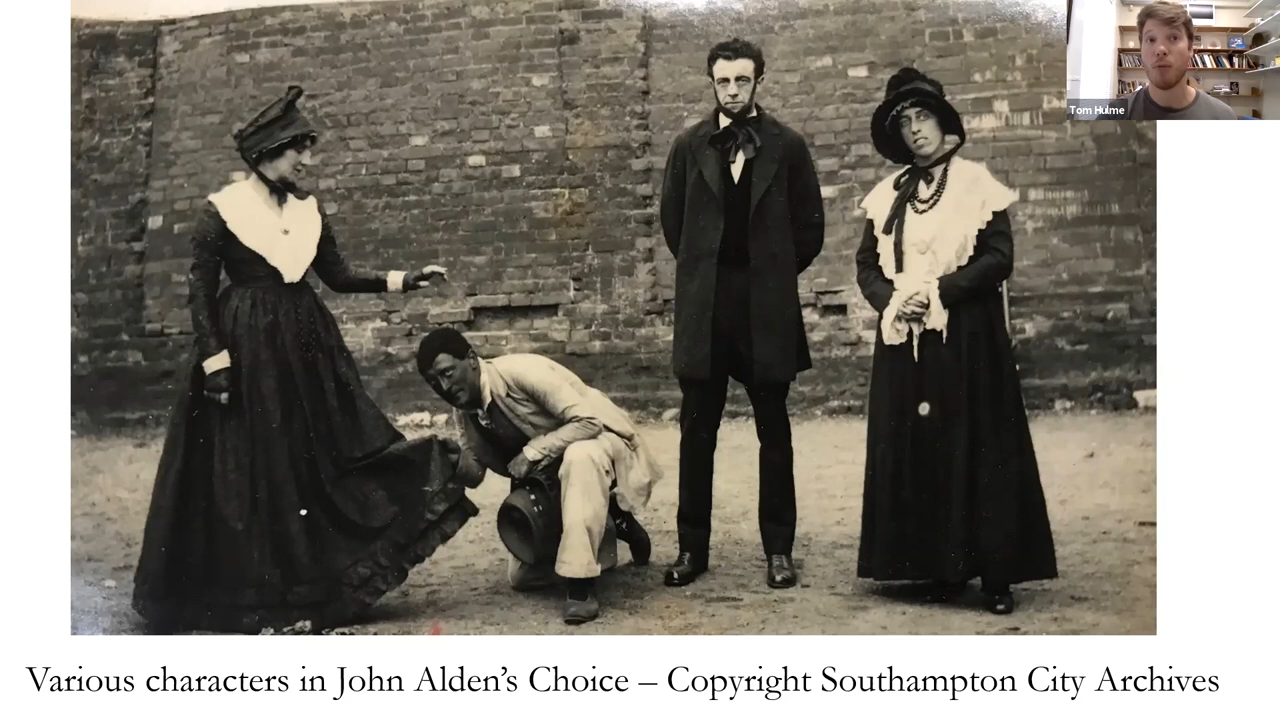 Tom Hulme
Various characters in John Alden’s Choice – Copyright Southampton City Archives